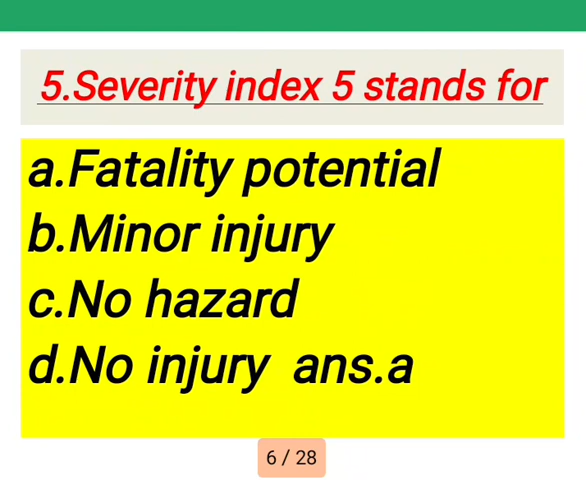 5.Severity index 5 stands for
a.Fatality potential
b.Minor injury
c.No hazard
d.No injury ans.a
6 / 28